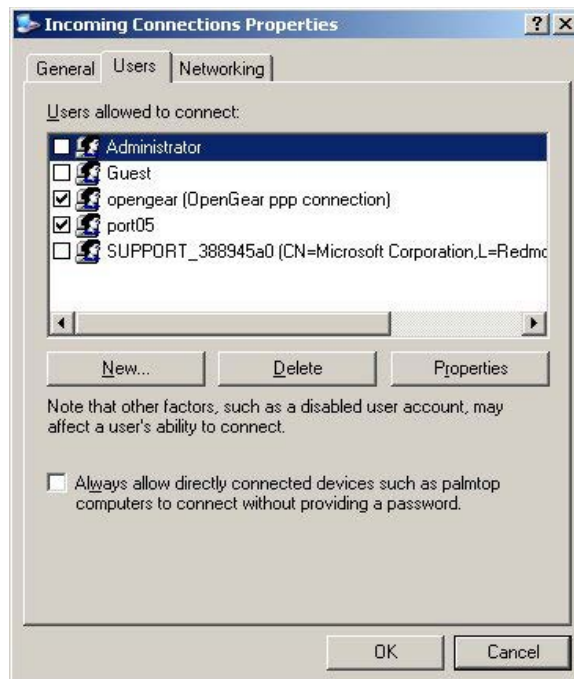 Incoming Connections Properties
General Users Networking
Users allowed to connect:
Administrator
Guest
opengear (OpenGear ppp connection)
port05
SUPPORT_388945a0 (CN=Microsoft Corporation,L=Redmo
New... Delete Properties
Note that other factors, such as a disabled user account, may
affect a user's ability to connect.
Always allow directly connected devices such as palmtop
computers to connect without providing a password.
OK Cancel